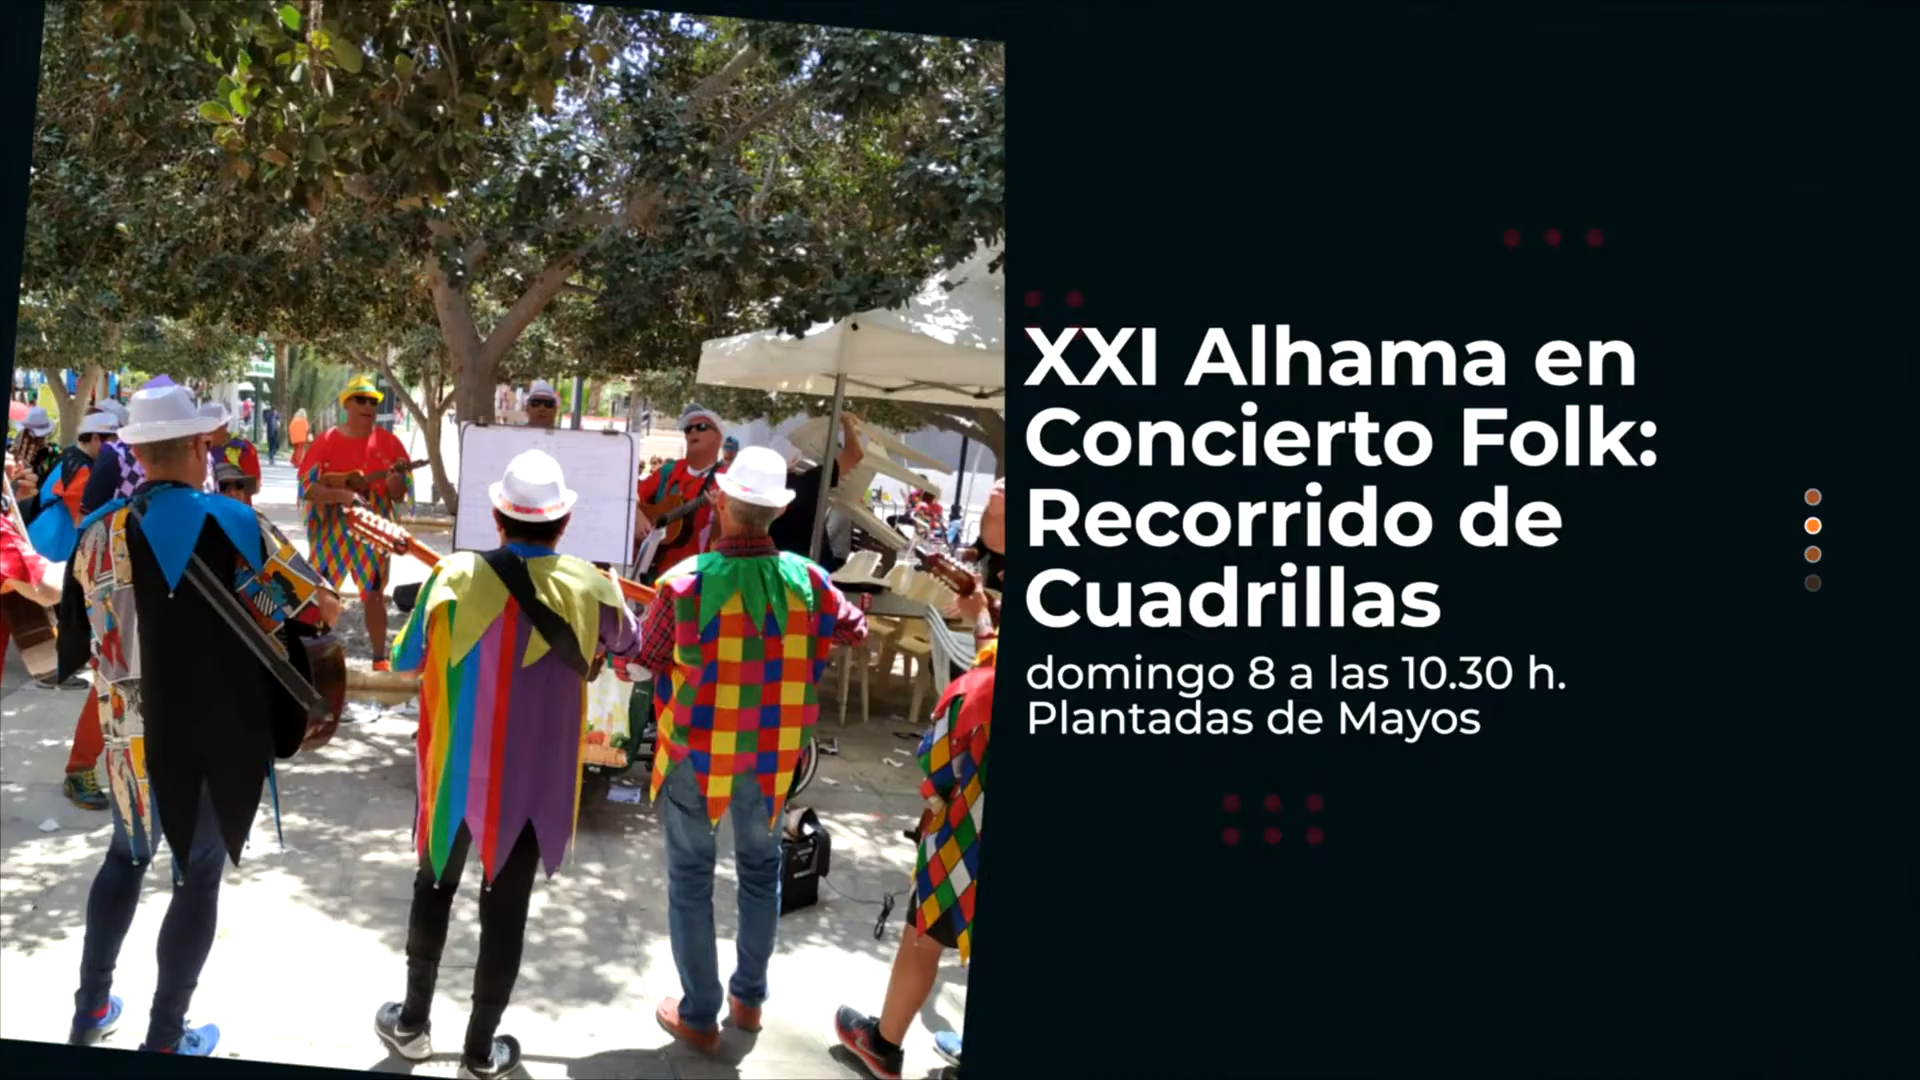 XXI Alhama en
Concierto Folk:
Recorrido de
Cuadrillas
domingo 8 a las 10.30 h.
Plantadas de Mayos